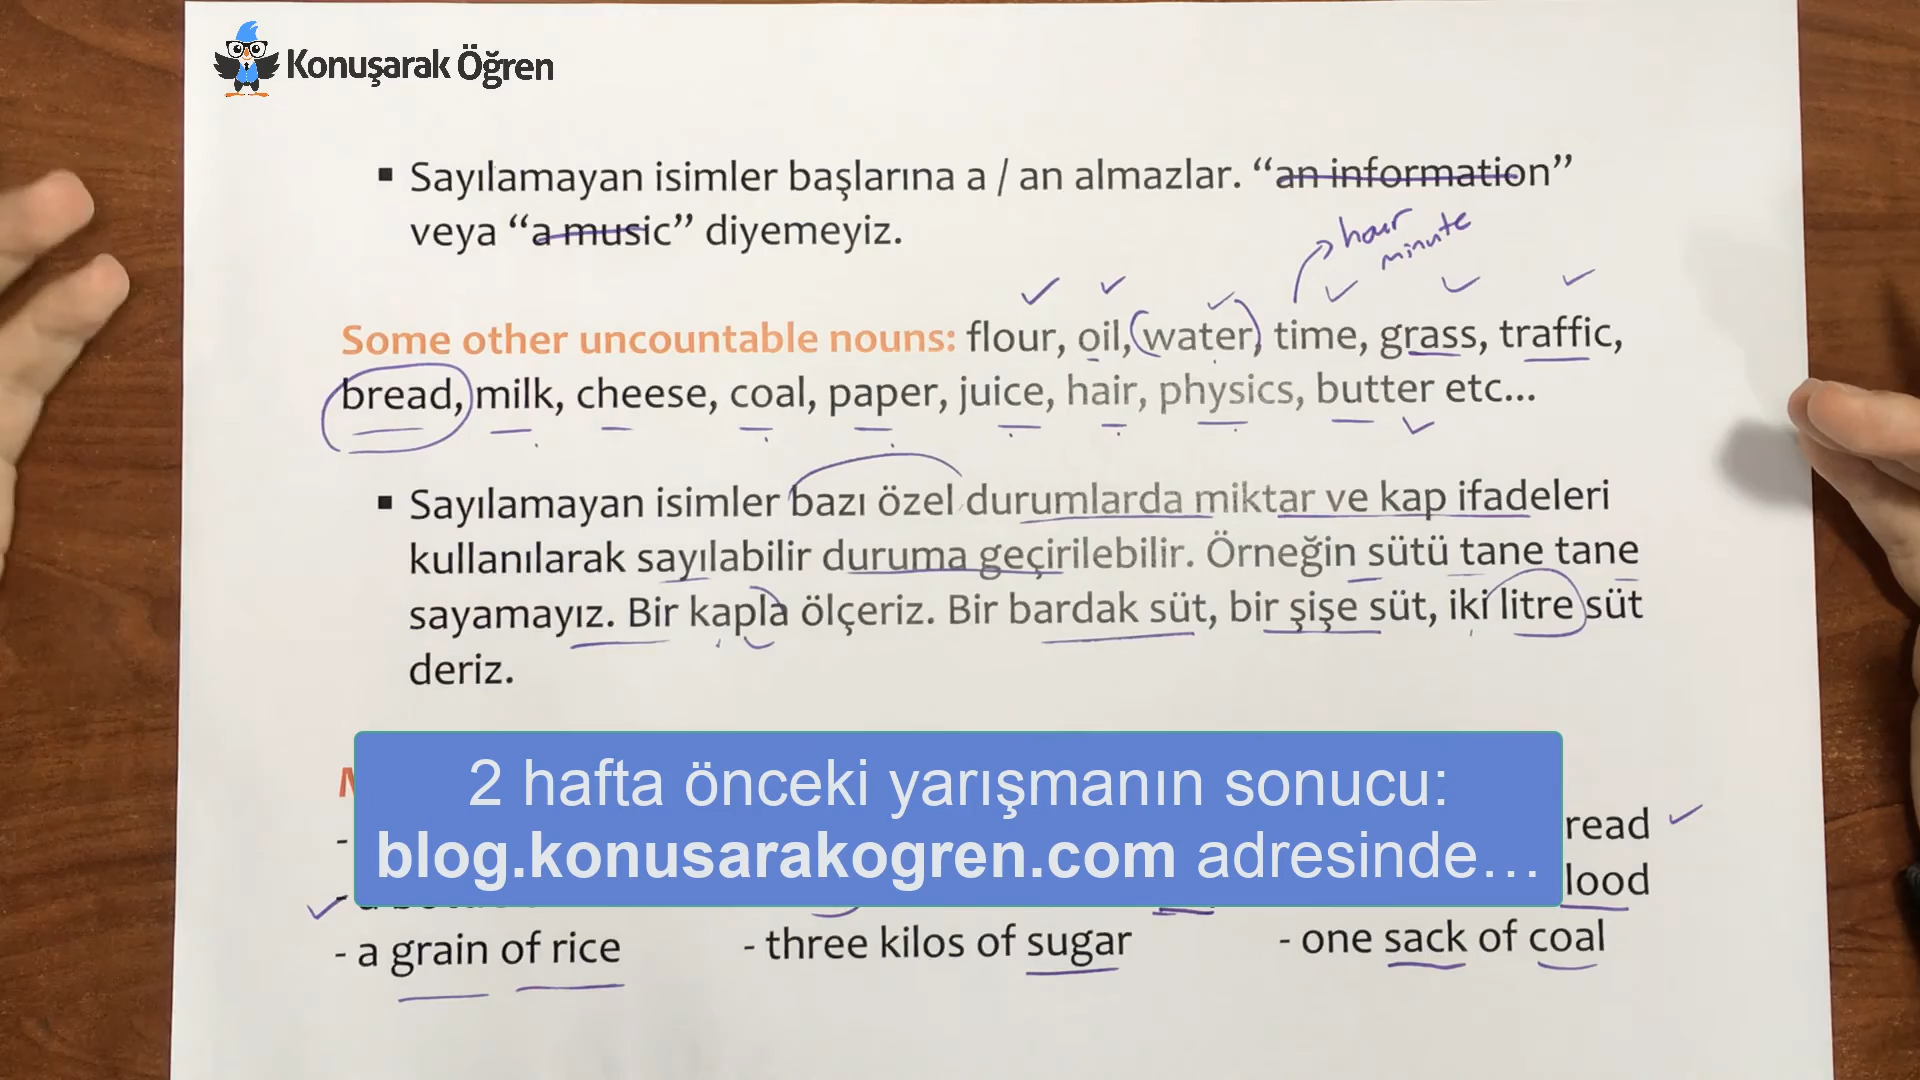 Konuşarak Öğren
▪ Sayılamayan isimler başlarına a / an almazlar. “an information”
veya “a music” diyemeyiz.
hour
minute
Some other uncountable nouns: flour, oil, water, time, grass, traffic,
bread, milk, cheese, coal, paper, juice, hair, physics, butter etc...
▪ Sayılamayan isimler bazı özel durumlarda miktar ve kap ifadeleri
kullanılarak sayılabilir duruma geçirilebilir. Örneğin sütü tane tane
sayamayız. Bir kapla ölçeriz. Bir bardak süt, bir şişe süt, iki litre süt
deriz.
2 hafta önceki yarışmanın sonucu:
blog.konusarakogren.com adresinde...
read
lood
- a grain of rice - three kilos of sugar - one sack of coal